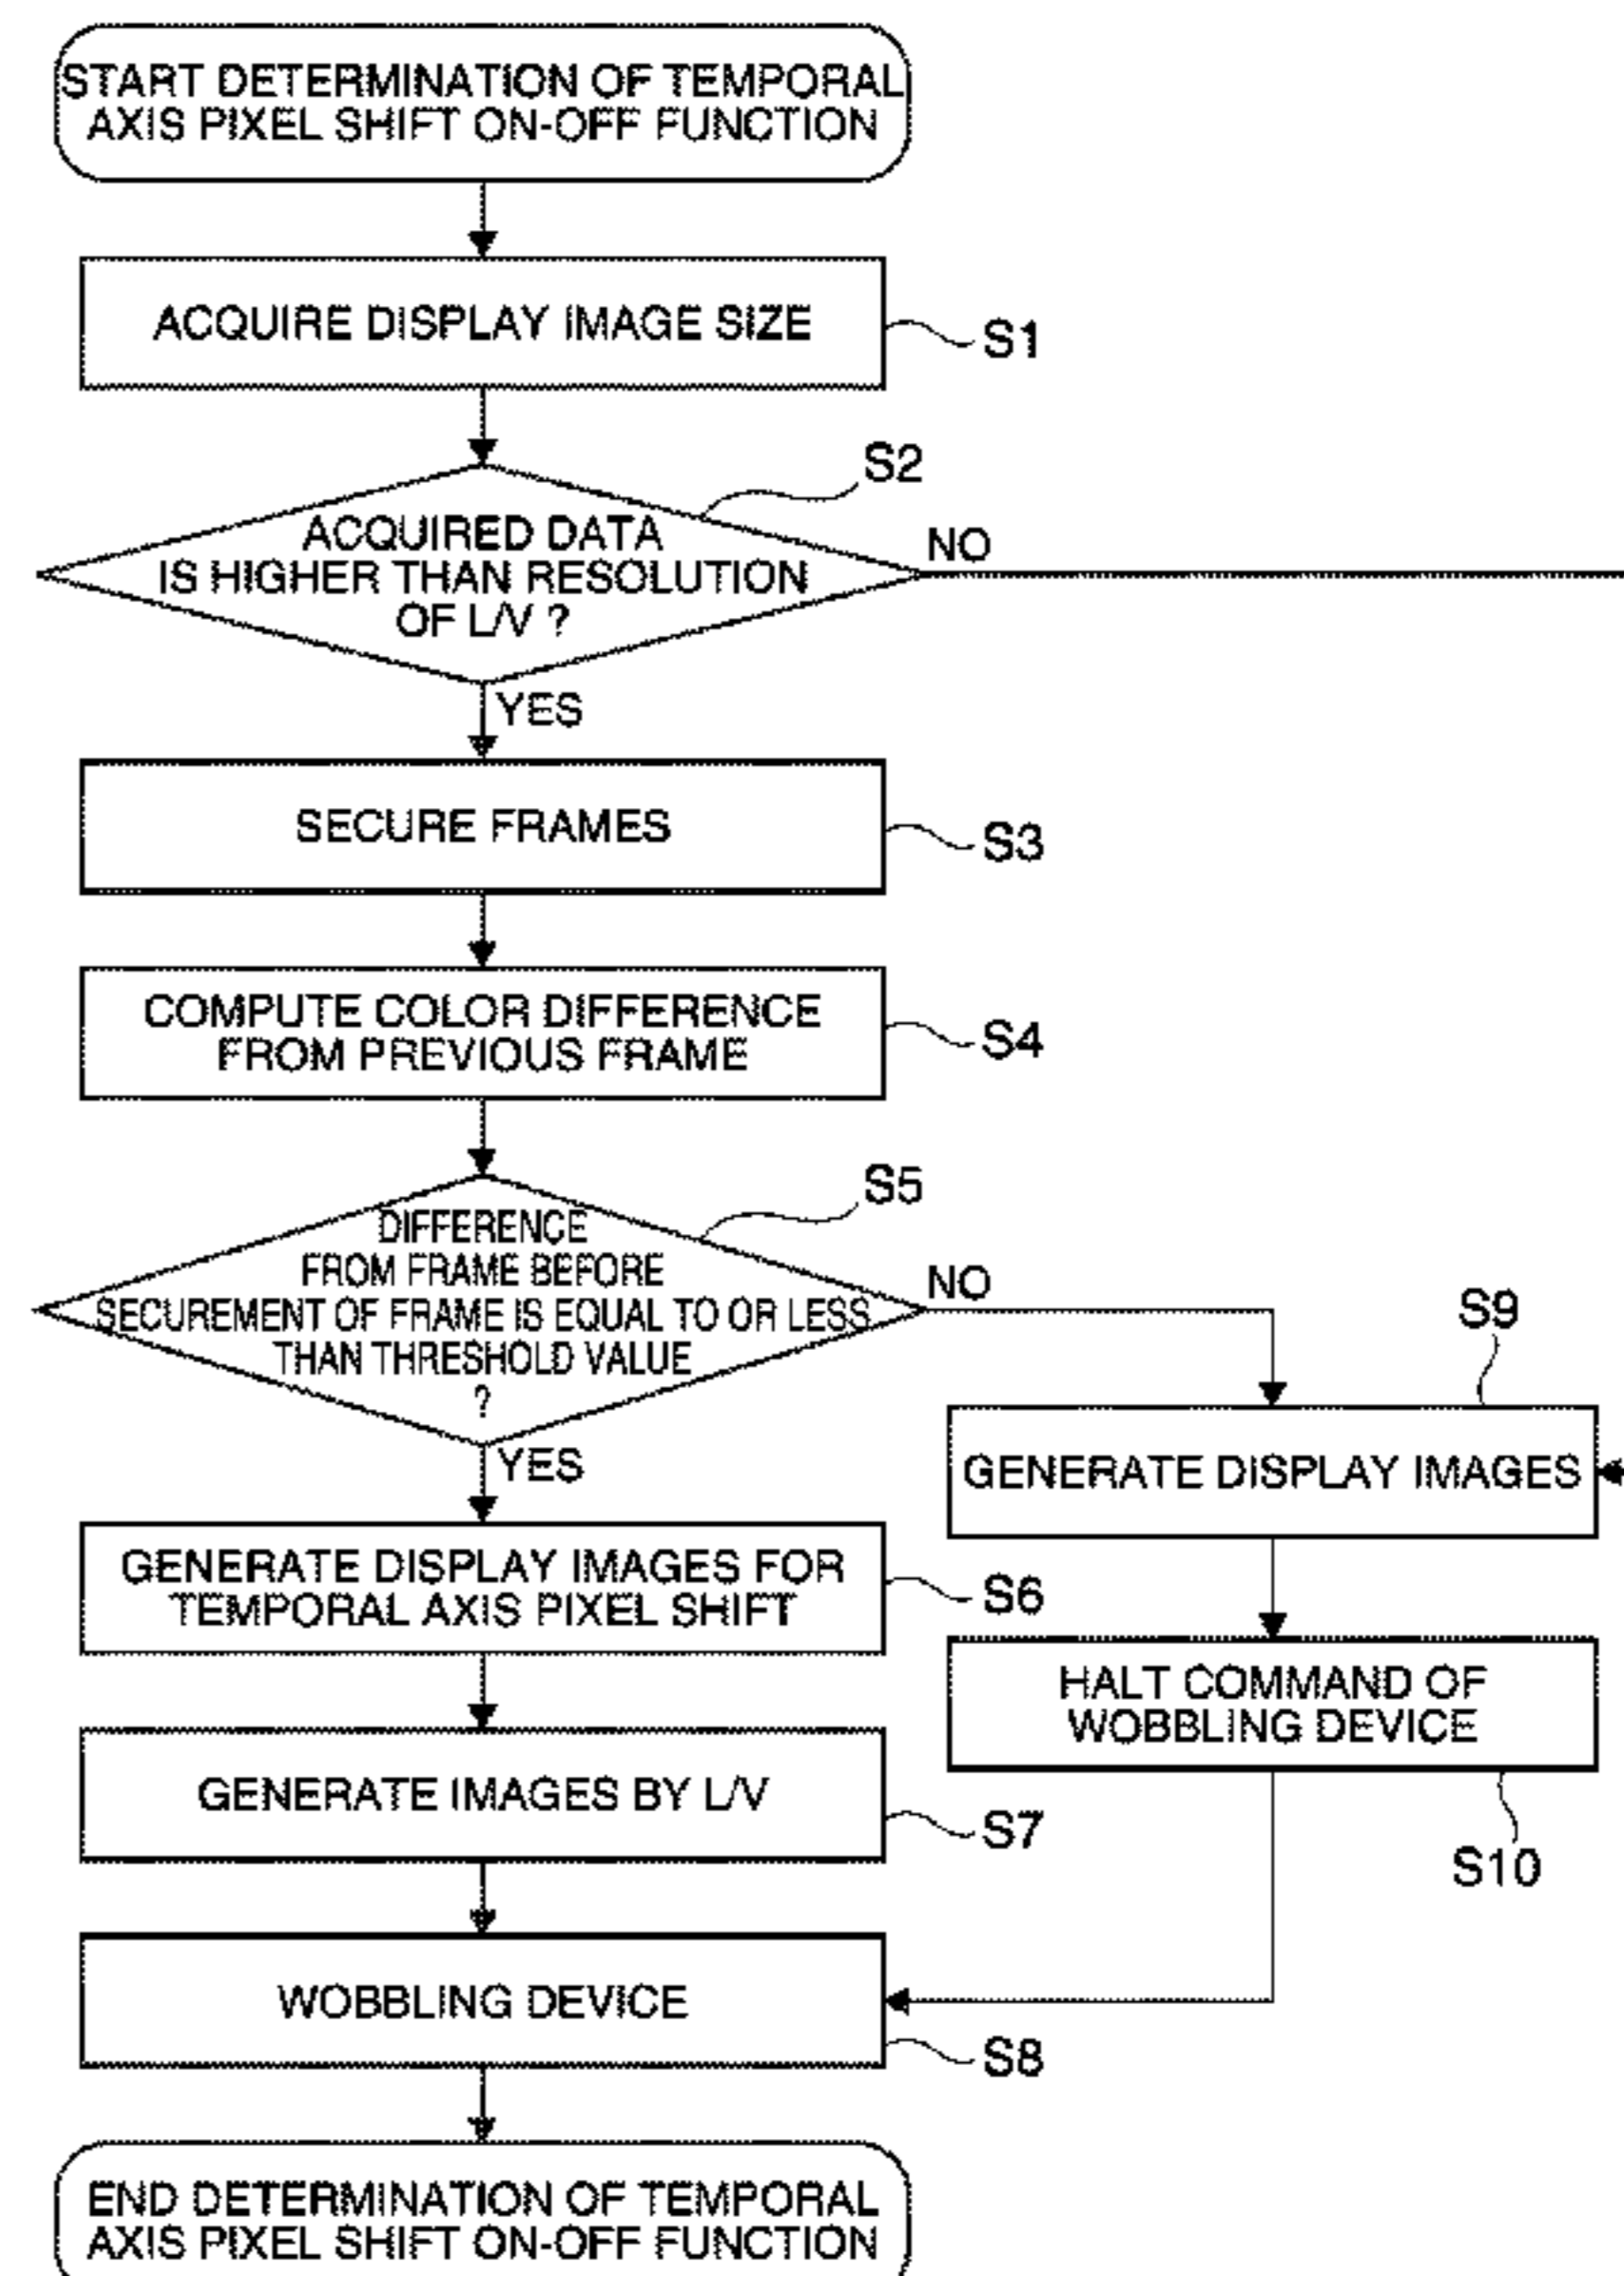 START DETERMINATION OF TEMPORAL
AXIS PIXEL SHIFT ON-OFF FUNCTION
ACQUIRE DISPLAY IMAGE SIZE
S1
S2
ACQUIRED DATA
IS HIGHER THAN RESOLUTION
OF L/V ?
NO
YES
SECURE FRAMES
S3
COMPUTE COLOR DIFFERENCE
FROM PREVIOUS FRAME
S4
S5
DIFFERENCE
FROM FRAME BEFORE
SECUREMENT OF FRAME IS EQUAL TO OR LESS
THAN THRESHOLD VALUE
?
NO
YES
S9
GENERATE DISPLAY IMAGES
GENERATE DISPLAY IMAGES FOR
TEMPORAL AXIS PIXEL SHIFT
S6
HALT COMMAND OF
WOBBLING DEVICE
S10
GENERATE IMAGES BY L/V
S7
WOBBLING DEVICE
S8
END DETERMINATION OF TEMPORAL
AXIS PIXEL SHIFT ON-OFF FUNCTION